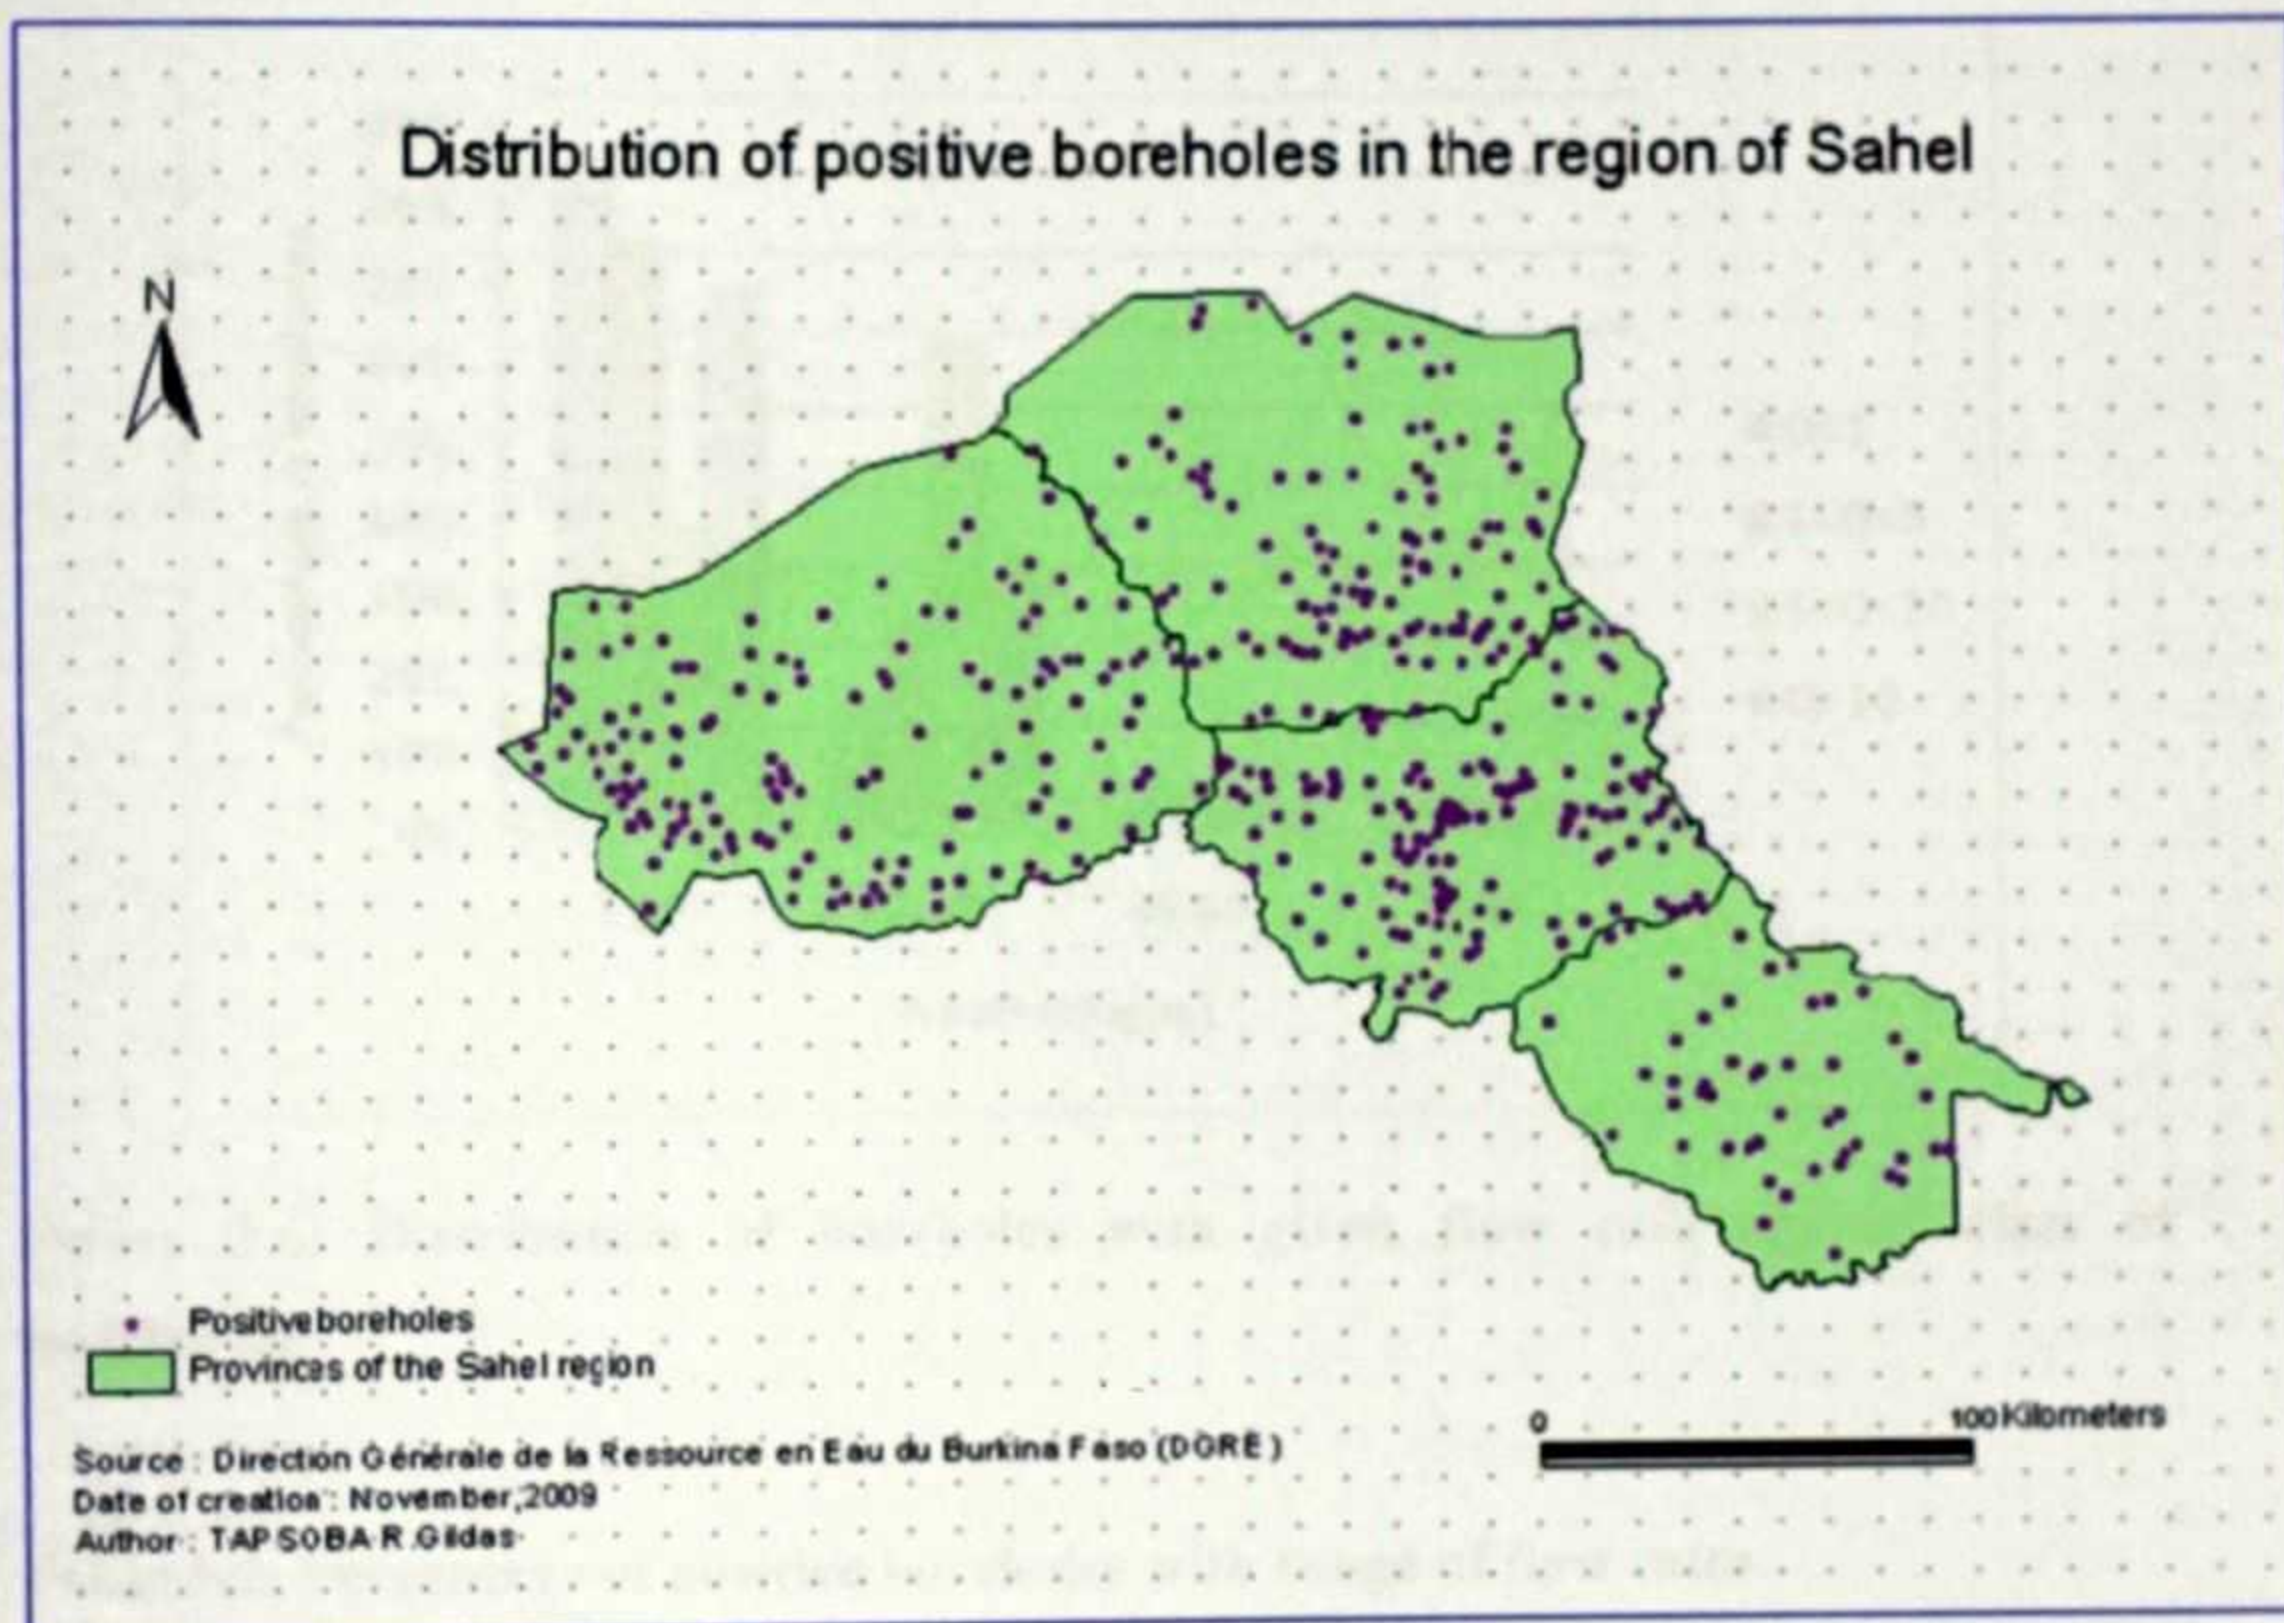 Distribution of positive boreholes in the region of Sahel
N
Positive boreholes
Provinces of the Sahel region
0 100 Kilometers
Source : Direction Générale de la Ressource en Eau du Burkina Faso (DGRE)
Date of creation : November, 2009
Author : TAPSOBA R. Gildas